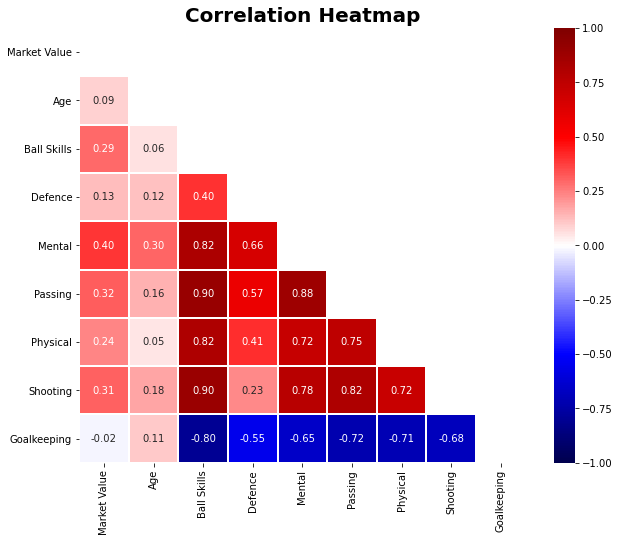 Correlation Heatmap
Market Value
Age 0.09
Ball Skills 0.29 0.06
Defence 0.13 0.12 0.40
Mental 0.40 0.30 0.82 0.66
Passing 0.32 0.16 0.90 0.57 0.88
Physical 0.24 0.05 0.82 0.41 0.72 0.75
Shooting 0.31 0.18 0.90 0.23 0.78 0.82 0.72
Goalkeeping -0.02 0.11 -0.80 -0.55 -0.65 -0.72 -0.71 -0.68
Market Value
Age
Ball Skills
Defence
Mental
Passing
Physical
Shooting
Goalkeeping
1.00
0.75
0.50
0.25
0.00
−0.25
−0.50
−0.75
−1.00